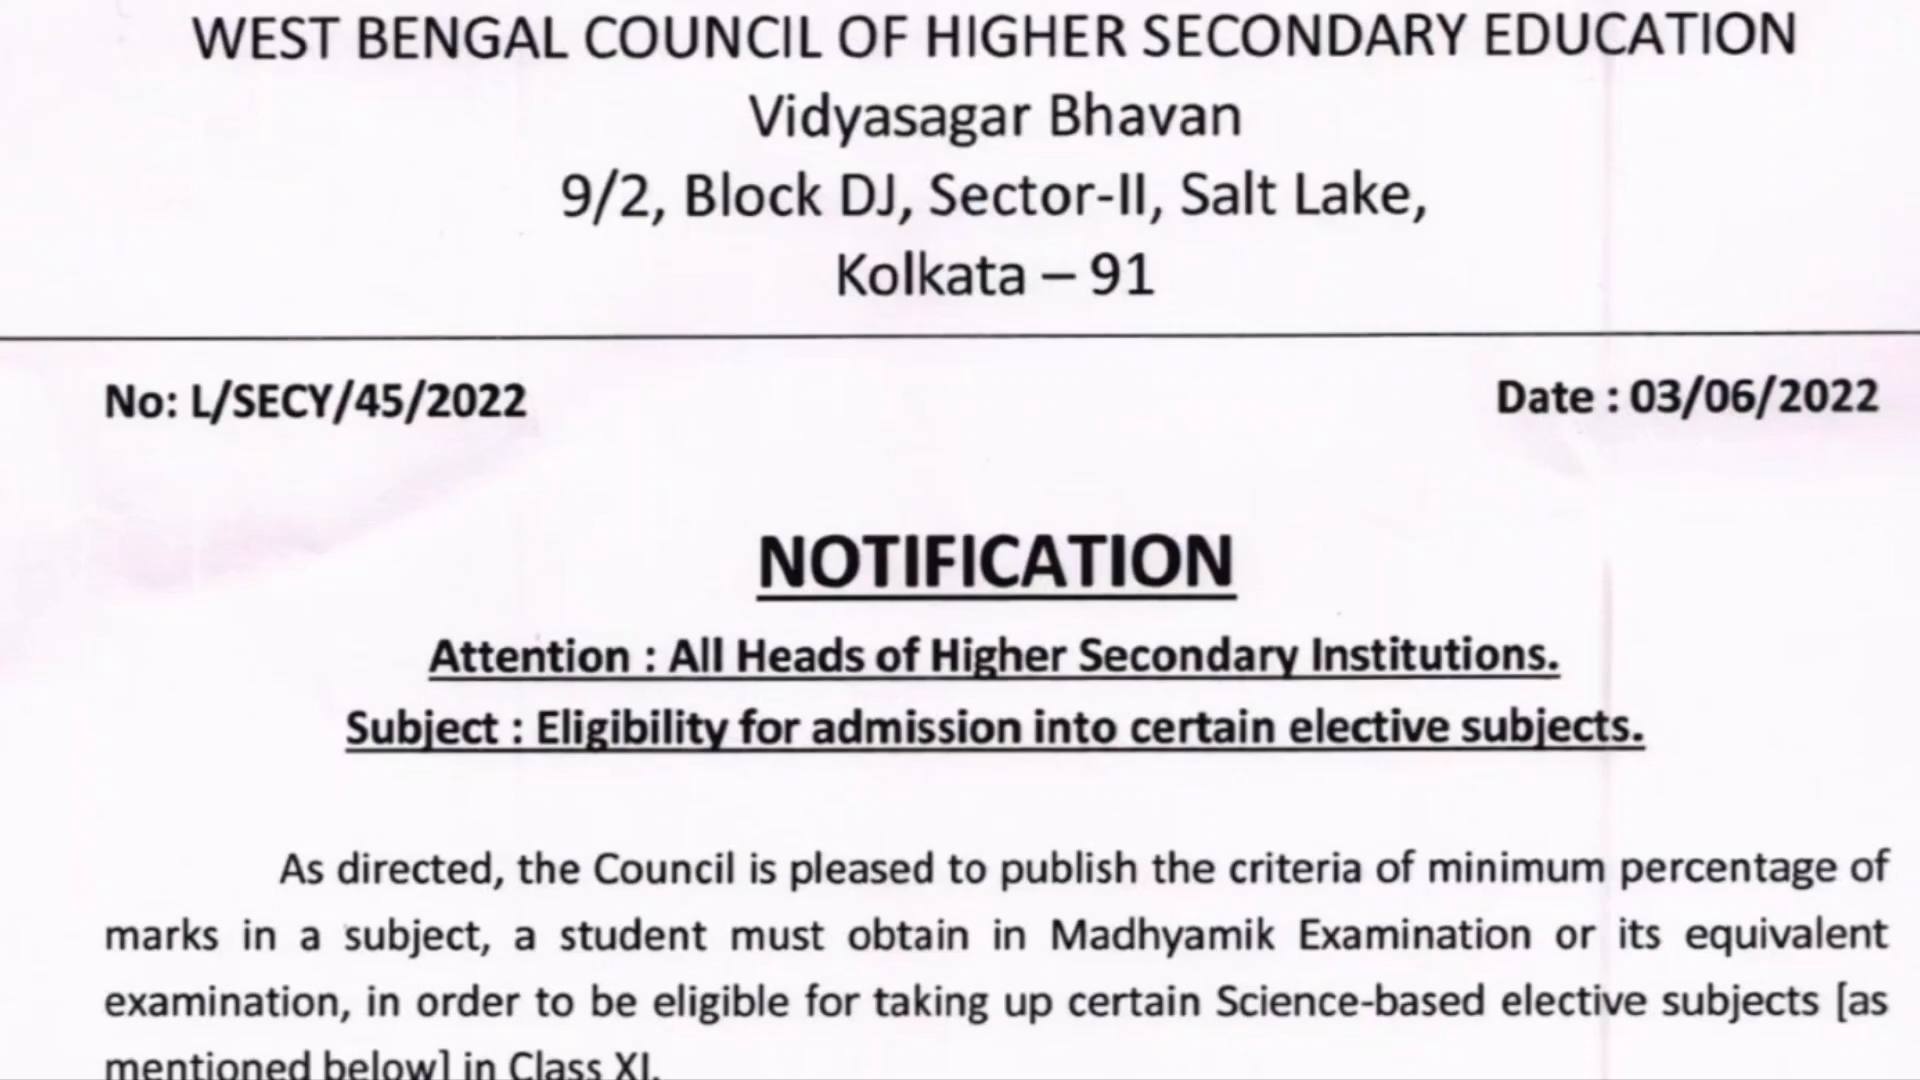 WEST BENGAL COUNCIL OF HIGHER SECONDARY EDUCATION
Vidyasagar Bhavan
9/2, Block DJ, Sector-II, Salt Lake,
Kolkata – 91
No: L/SECY/45/2022
Date : 03/06/2022
NOTIFICATION
Attention : All Heads of Higher Secondary Institutions.
Subject : Eligibility for admission into certain elective subjects.
As directed, the Council is pleased to publish the criteria of minimum percentage of
marks in a subject, a student must obtain in Madhyamik Examination or its equivalent
examination, in order to be eligible for taking up certain Science-based elective subjects [as
mentioned below] in Class XI.